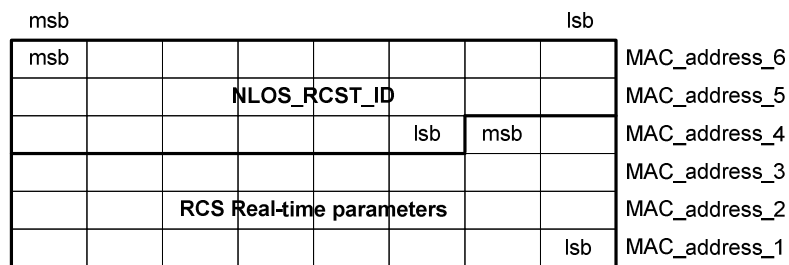 msb lsb
msb MAC_address_6
NLOS_RCST_ID MAC_address_5
lsb msb MAC_address_4
MAC_address_3
RCS Real-time parameters MAC_address_2
lsb MAC_address_1